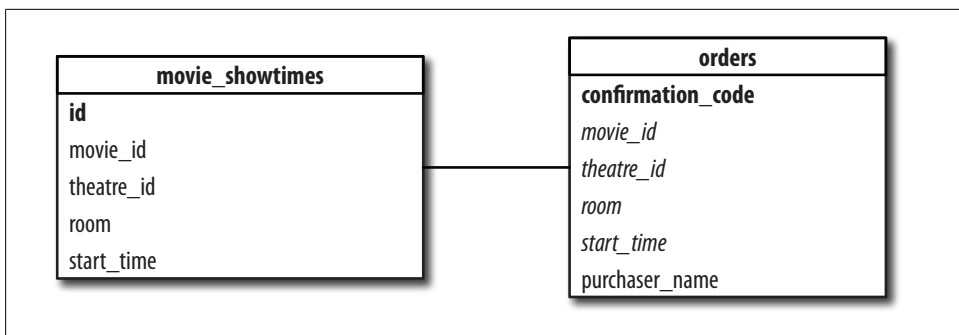 movie_showtimes
id
movie_id
theatre_id
room
start_time
orders
confirmation_code
movie_id
theatre_id
room
start_time
purchaser_name